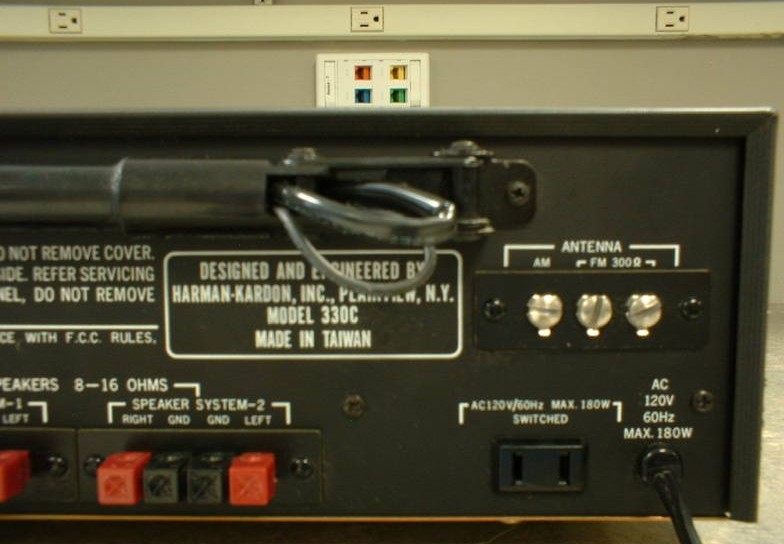 O NOT REMOVE COVER.
IDE. REFER SERVICING
NEL, DO NOT REMOVE
CE WITH F.C.C. RULES.
DESIGNED AND ENGINEERED BY
HARMAN-KARDON, INC., PLAINVIEW, N.Y.
MODEL 330C
MADE IN TAIWAN
ANTENNA
AM FM 300Ω
PEAKERS 8-16 OHMS
M-1
LEFT
SPEAKER SYSTEM-2
RIGHT GND GND LEFT
AC120V/60Hz MAX. 180W
SWITCHED
AC
120V
60Hz
MAX. 180W